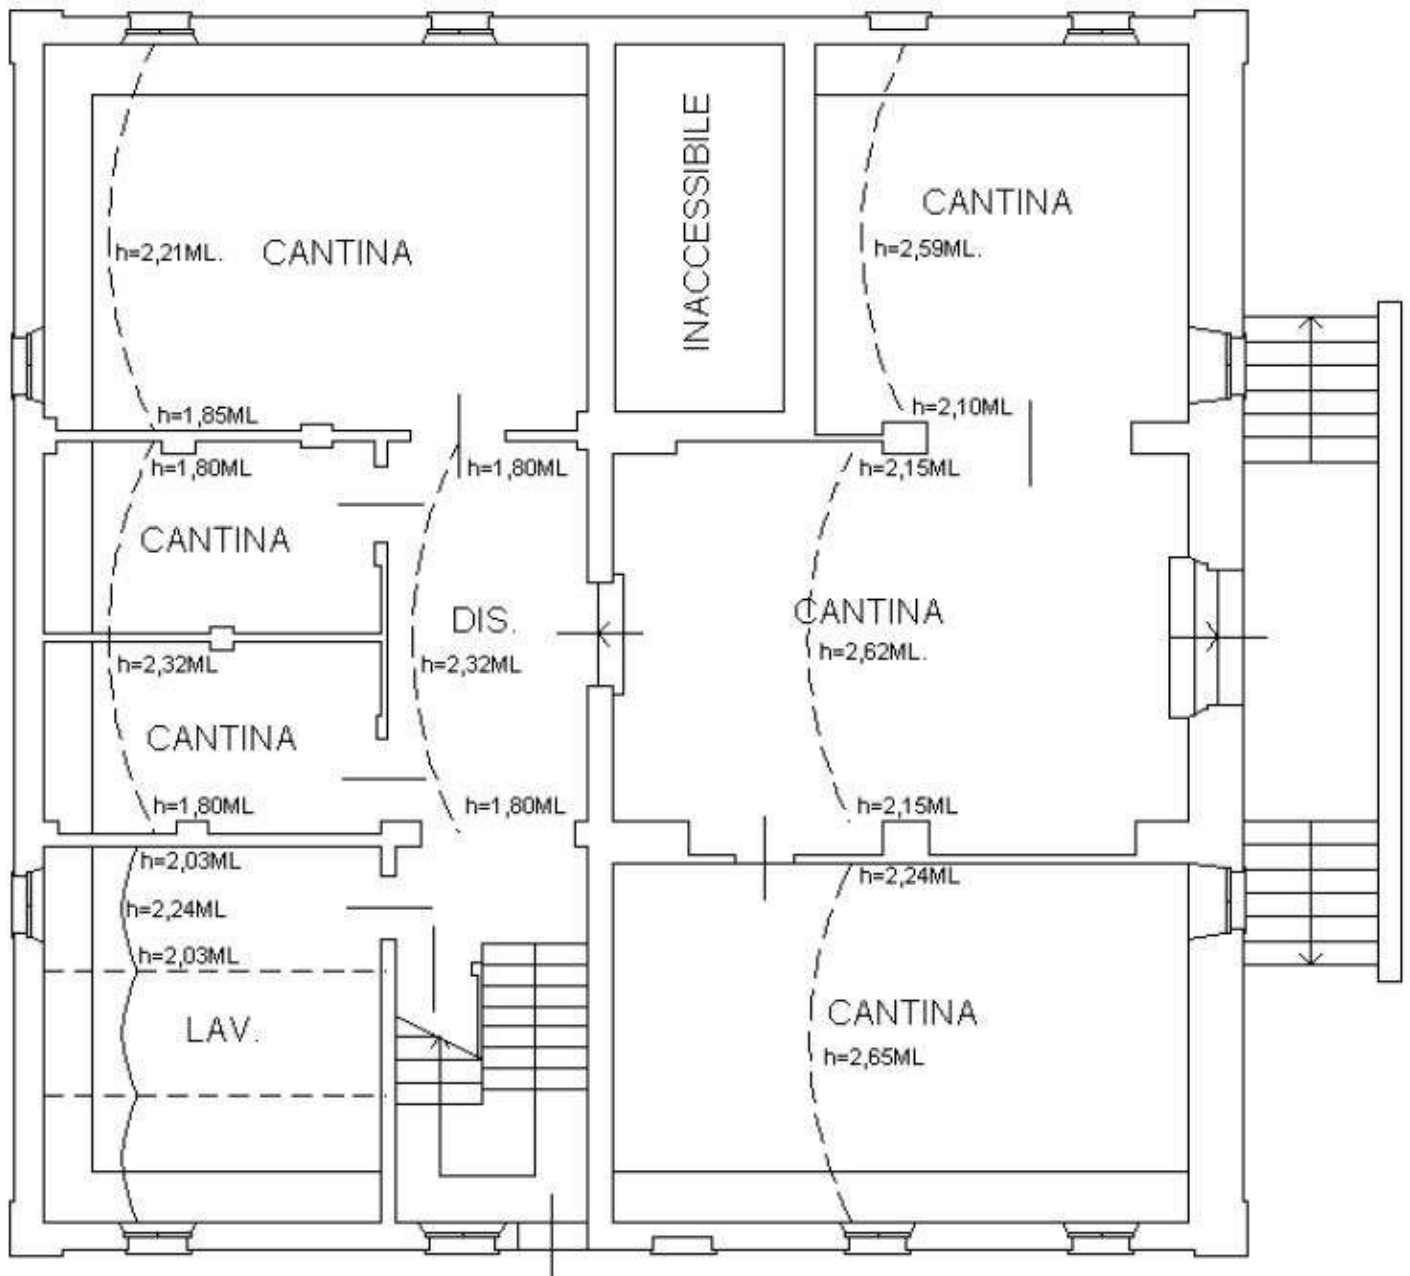 INACCESSIBILE
CANTINA
h=2,59ML.
h=2,21ML.
CANTINA
h=1,85ML
h=2,10ML
h=1,80ML
h=1,80ML
h=2,15ML
CANTINA
DIS.
CANTINA
h=2,32ML
h=2,32ML
h=2,62ML.
CANTINA
h=1,80ML
h=1,80ML
h=2,15ML
h=2,03ML
h=2,24ML
h=2,24ML
h=2,03ML
LAV.
CANTINA
h=2,65ML